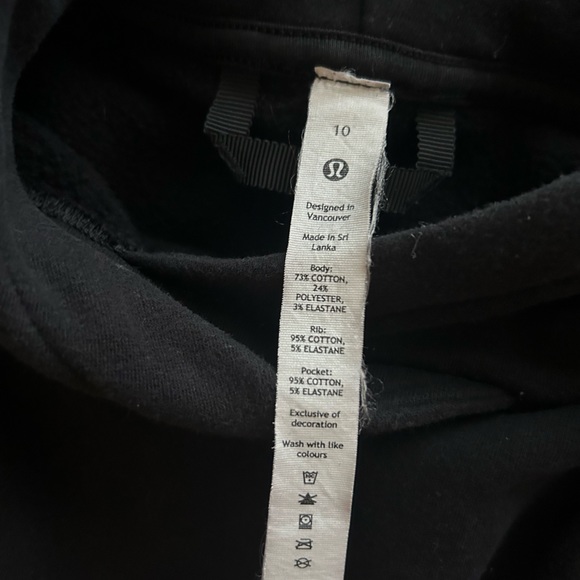 10
Designed in
Vancouver
Made in Sri
Lanka
Body:
73% COTTON,
24%
POLYESTER,
3% ELASTANE
Rib:
95% COTTON,
5% ELASTANE
Pocket:
95% COTTON,
5% ELASTANE
Exclusive of
decoration
Wash with like
colours